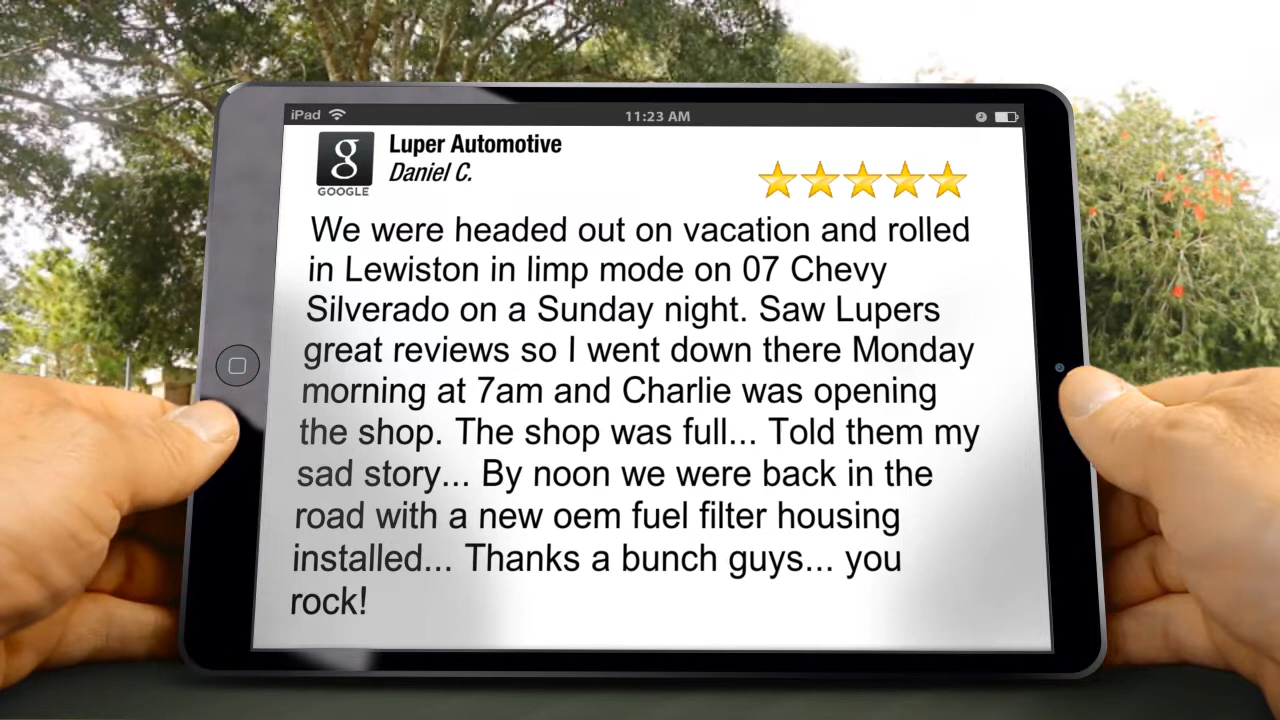 iPad 11:23 AM
g
GOOGLE
Luper Automotive
Daniel C.
We were headed out on vacation and rolled
in Lewiston in limp mode on 07 Chevy
Silverado on a Sunday night. Saw Lupers
great reviews so I went down there Monday
morning at 7am and Charlie was opening
the shop. The shop was full... Told them my
sad story... By noon we were back in the
road with a new oem fuel filter housing
installed... Thanks a bunch guys... you
rock!